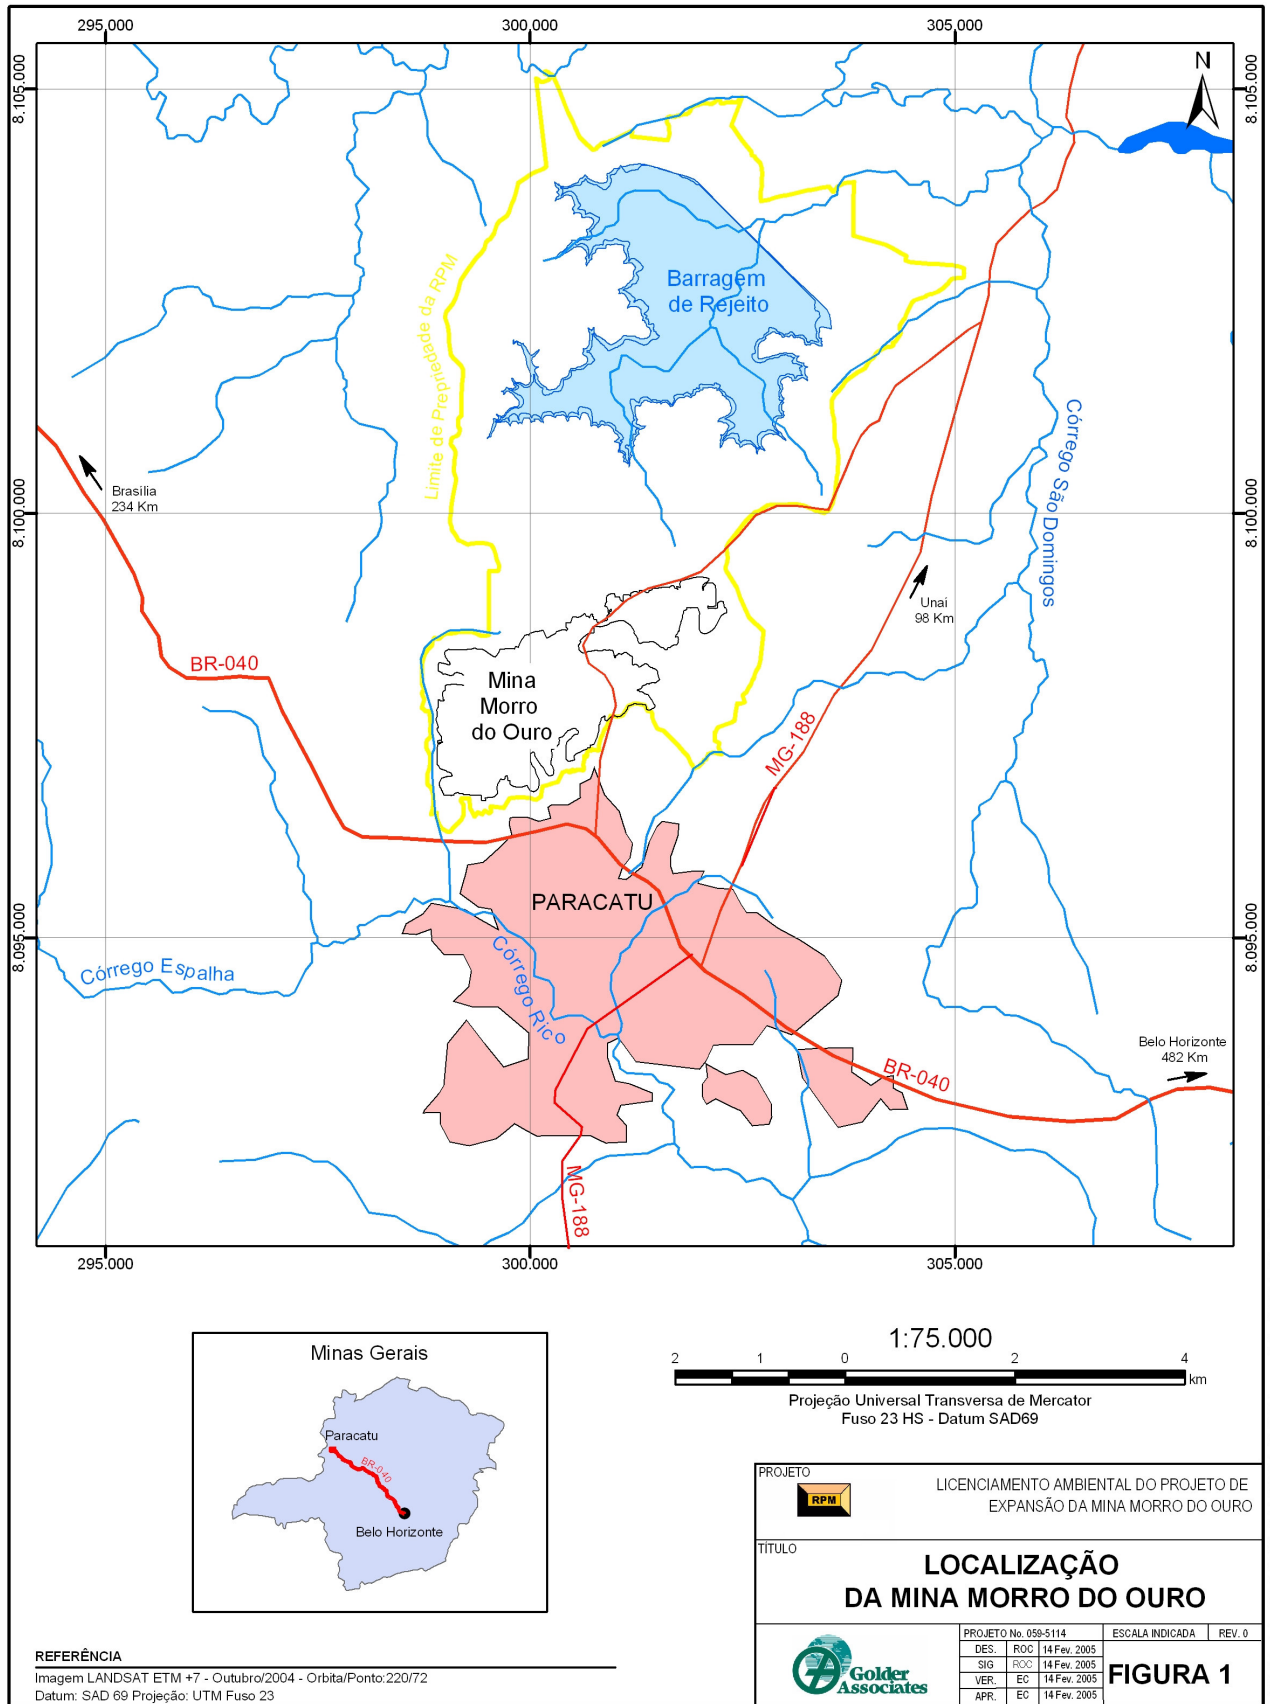 295.000
300.000
305.000
8.105.000
8.105.000
N
Barragem
de Rejeito
Limite de Prepriedade da RPM
Córrego São Domingos
Brasilia
234 Km
8.100.000
8.100.000
Unai
98 Km
BR-040
Mina
Morro
do Ouro
MG-188
PARACATU
8.095.000
8.095.000
Córrego Espalha
Córrego Rico
Belo Horizonte
482 Km
BR-040
MG-188
295.000
300.000
305.000
Minas Gerais
Paracatu
BR-040
Belo Horizonte
1:75.000
2 1 0 2 4
km
Projeção Universal Transversa de Mercator
Fuso 23 HS - Datum SAD69
PROJETO
RPM
LICENCIAMENTO AMBIENTAL DO PROJETO DE
EXPANSÃO DA MINA MORRO DO OURO
TÍTULO
LOCALIZAÇÃO
DA MINA MORRO DO OURO
Golder
Associates
PROJETO No. 059-5114 ESCALA INDICADA REV. 0
DES. ROC 14 Fev. 2005
SIG ROC 14 Fev. 2005
VER. EC 14 Fev. 2005
APR. EC 14 Fev. 2005
FIGURA 1
REFERÊNCIA
Imagem LANDSAT ETM +7 - Outubro/2004 - Orbita/Ponto:220/72
Datum: SAD 69 Projeção: UTM Fuso 23